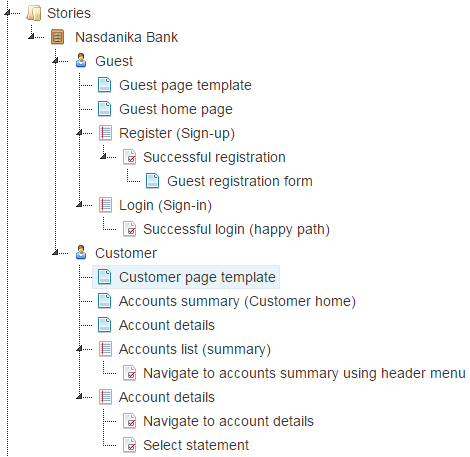 Stories
Nasdanika Bank
Guest
Guest page template
Guest home page
Register (Sign-up)
Successful registration
Guest registration form
Login (Sign-in)
Successful login (happy path)
Customer
Customer page template
Accounts summary (Customer home)
Account details
Accounts list (summary)
Navigate to accounts summary using header menu
Account details
Navigate to account details
Select statement